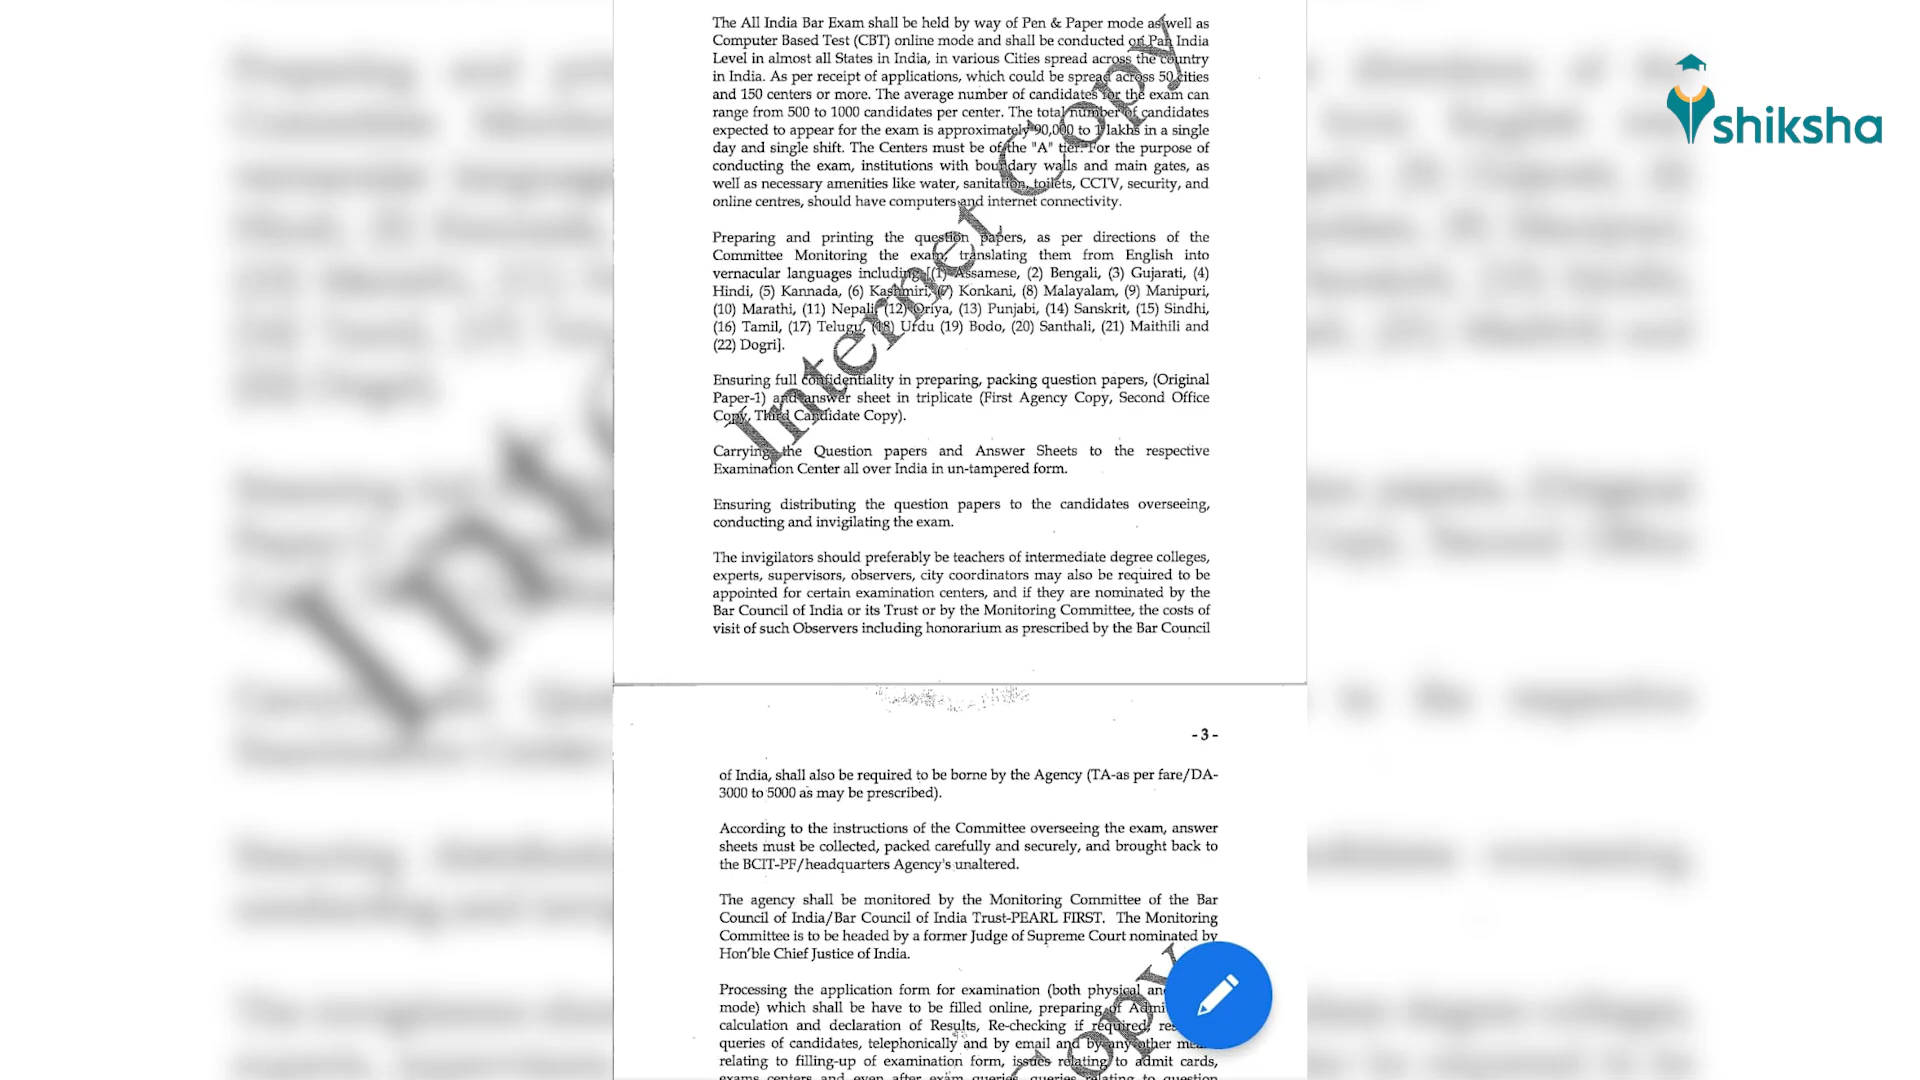 The All India Bar Exam shall be held by way of Pen & Paper mode as well as
Computer Based Test (CBT) online mode and shall be conducted on Pan India
Level in almost all States in India, in various Cities spread across the country
in India. As per receipt of applications, which could be spread across 50 cities
and 150 centers or more. The average number of candidates for the exam can
range from 500 to 1000 candidates per center. The total number of candidates
expected to appear for the exam is approximately 90,000 to 1 lakhs in a single
day and single shift. The Centers must be of the "A" tier. For the purpose of
conducting the exam, institutions with boundary walls and main gates, as
well as necessary amenities like water, sanitation, toilets, CCTV, security, and
online centres, should have computers and internet connectivity.
Preparing and printing the question papers, as per directions of the
Committee Monitoring the exam, translating them from English into
vernacular languages including [(1) Assamese, (2) Bengali, (3) Gujarati, (4)
Hindi, (5) Kannada, (6) Kashmiri, (7) Konkani, (8) Malayalam, (9) Manipuri,
(10) Marathi, (11) Nepali, (12) Oriya, (13) Punjabi, (14) Sanskrit, (15) Sindhi,
(16) Tamil, (17) Telugu, (18) Urdu (19) Bodo, (20) Santhali, (21) Maithili and
(22) Dogri].
Ensuring full confidentiality in preparing, packing question papers, (Original
Paper-1) and answer sheet in triplicate (First Agency Copy, Second Office
Copy, Third Candidate Copy).
Carrying the Question papers and Answer Sheets to the respective
Examination Center all over India in un-tampered form.
Ensuring distributing the question papers to the candidates overseeing,
conducting and invigilating the exam.
The invigilators should preferably be teachers of intermediate degree colleges,
experts, supervisors, observers, city coordinators may also be required to be
appointed for certain examination centers, and if they are nominated by the
Bar Council of India or its Trust or by the Monitoring Committee, the costs of
visit of such Observers including honorarium as prescribed by the Bar Council
Internet Copy
shiksha
-3-
of India, shall also be required to be borne by the Agency (TA-as per fare/DA-
3000 to 5000 as may be prescribed).
According to the instructions of the Committee overseeing the exam, answer
sheets must be collected, packed carefully and securely, and brought back to
the BCIT-PF/headquarters Agency's unaltered.
The agency shall be monitored by the Monitoring Committee of the Bar
Council of India/Bar Council of India Trust-PEARL FIRST. The Monitoring
Committee is to be headed by a former Judge of Supreme Court nominated by
Hon'ble Chief Justice of India.
Processing the application form for examination (both physical
mode) which shall be have to be filled online, preparing of
calculation and declaration of Results, Re-checking if required,
queries of candidates, telephonically and by email and by any other
relating to filling-up of examination form, issues relating to admit cards,
exams centers and even after exam queries, queries relating to question
Copy